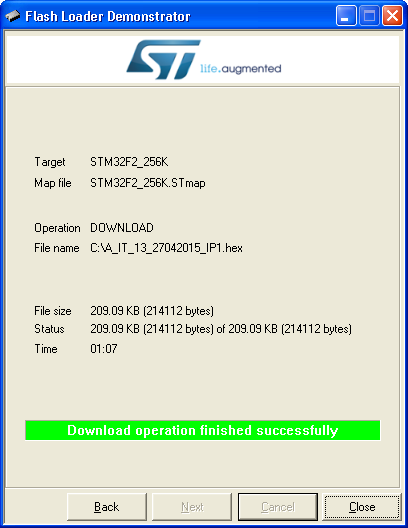 Flash Loader Demonstrator
ST life.augmented
Target STM32F2_256K
Map file STM32F2_256K.STmap
Operation DOWNLOAD
File name C:\A_IT_13_27042015_IP1.hex
File size 209.09 KB (214112 bytes)
Status 209.09 KB (214112 bytes) of 209.09 KB (214112 bytes)
Time 01:07
Download operation finished successfully
Back Next Cancel Close